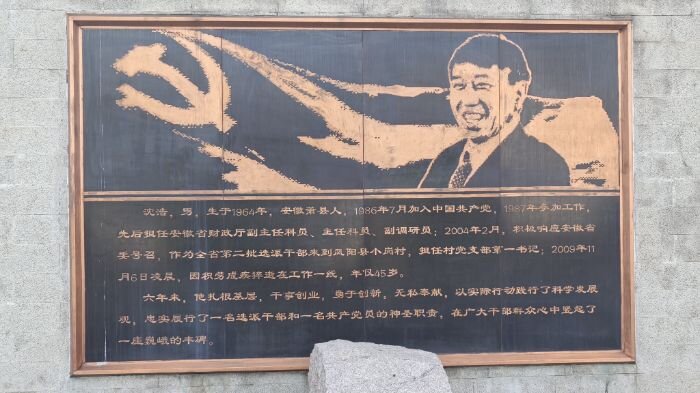 沈浩，男，生于1964年，安徽萧县人，1986年7月加入中国共产党，1987年参加工作，
先后担任安徽省财政厅副主任科员、主任科员、副调研员；2004年2月，积极响应安徽省
委号召，作为全省第二批选派干部来到凤阳县小岗村，担任村党支部第一书记；2009年11
月6日凌晨，因积劳成疾猝逝在工作一线，年仅45岁。
六年来，他扎根基层，干事创业，勇于创新，无私奉献，以实际行动践行了科学发展
观，忠实履行了一名选派干部和一名共产党员的神圣职责，在广大干部群众心中竖起了
一座巍峨的丰碑。